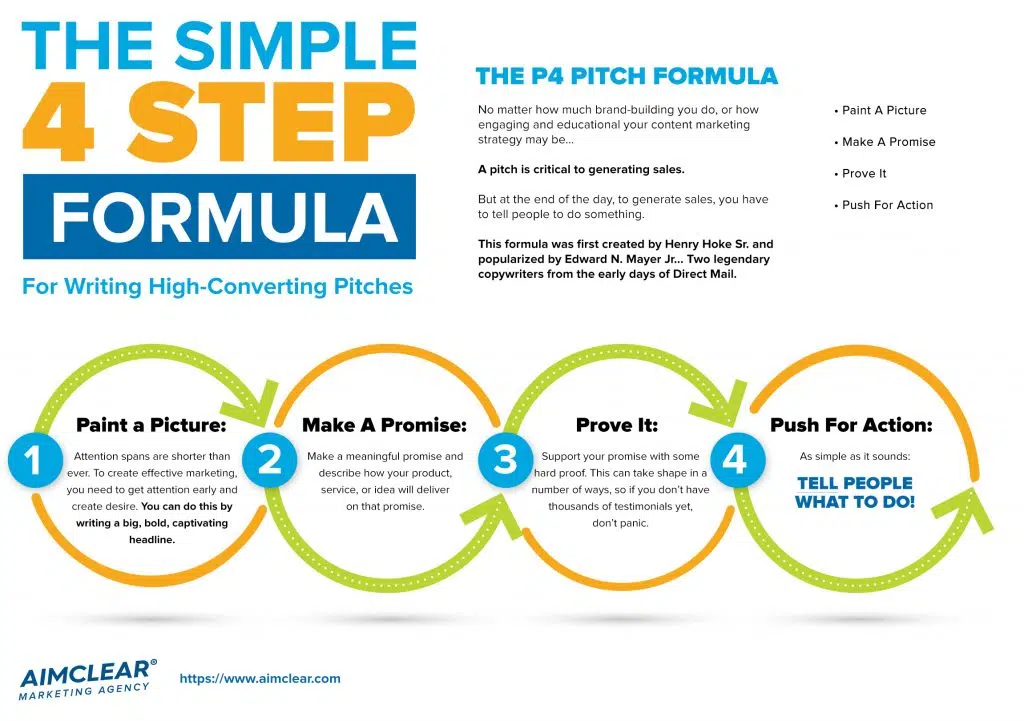 THE SIMPLE
4 STEP
FORMULA
For Writing High-Converting Pitches
THE P4 PITCH FORMULA
No matter how much brand-building you do, or how
engaging and educational your content marketing
strategy may be...
A pitch is critical to generating sales.
But at the end of the day, to generate sales, you have
to tell people to do something.
This formula was first created by Henry Hoke Sr. and
popularized by Edward N. Mayer Jr... Two legendary
copywriters from the early days of Direct Mail.
• Paint A Picture
• Make A Promise
• Prove It
• Push For Action
1
Paint a Picture:
Attention spans are shorter than
ever. To create effective marketing,
you need to get attention early and
create desire. You can do this by
writing a big, bold, captivating
headline.
2
Make A Promise:
Make a meaningful promise and
describe how your product,
service, or idea will deliver
on that promise.
3
Prove It:
Support your promise with some
hard proof. This can take shape in a
number of ways, so if you don't have
thousands of testimonials yet,
don't panic.
4
Push For Action:
As simple as it sounds:
TELL PEOPLE
WHAT TO DO!
AIMCLEAR®
MARKETING AGENCY
https://www.aimclear.com